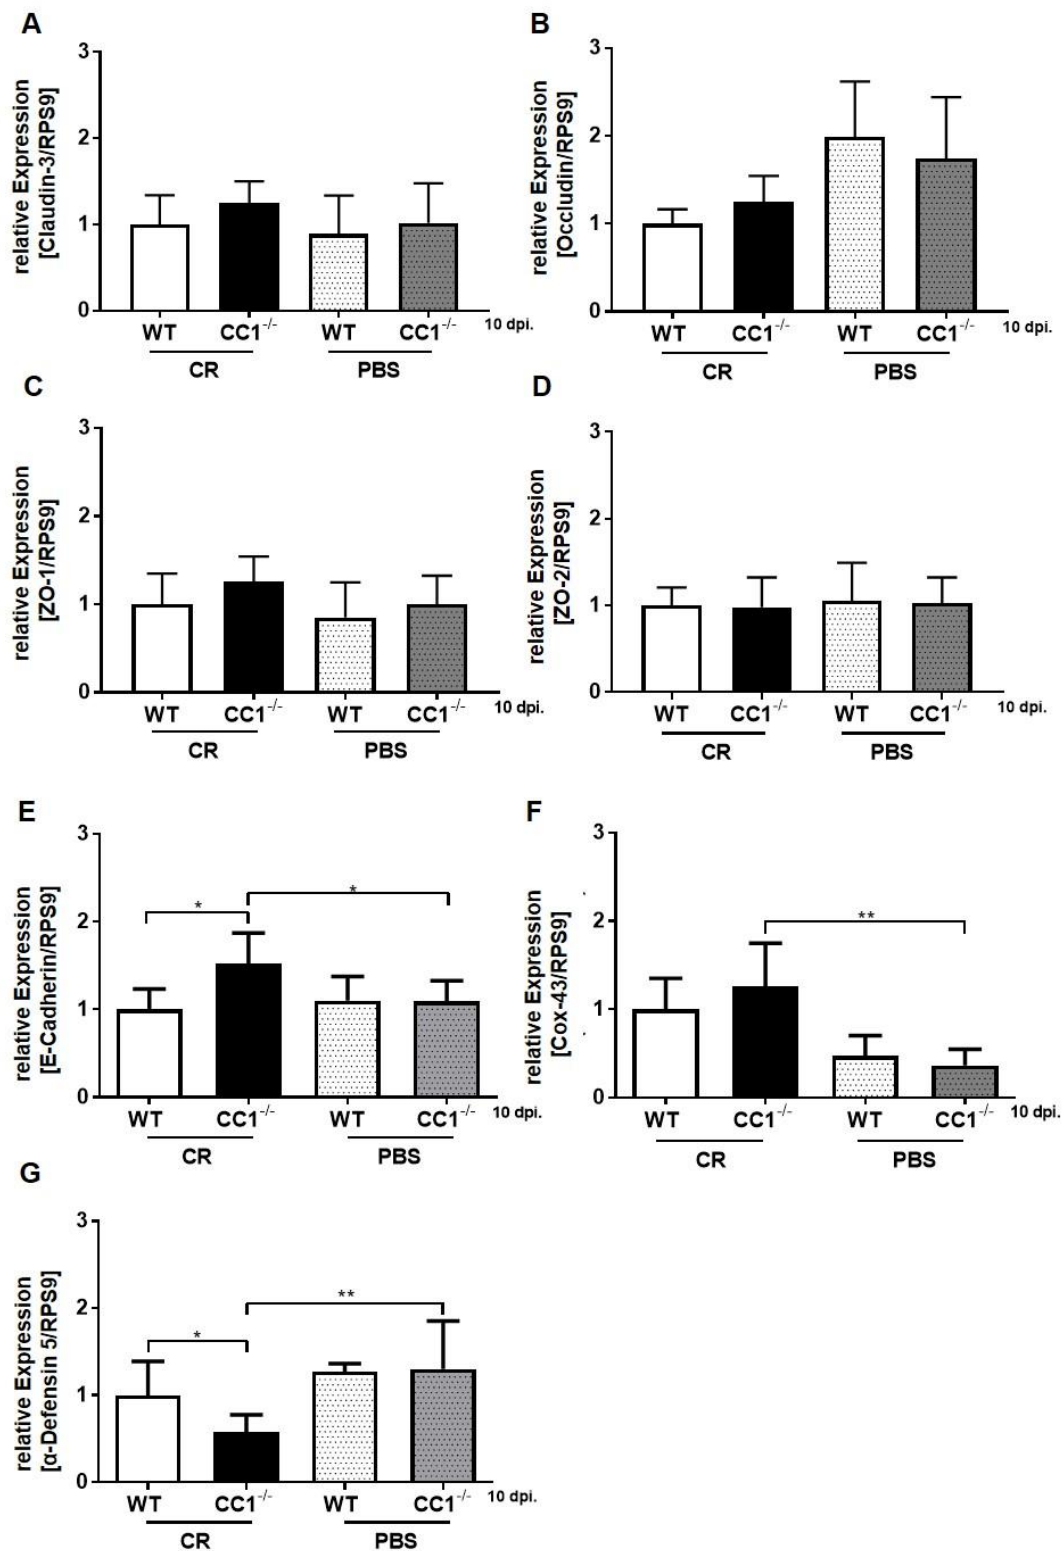 A
relative Expression
[Claudin-3/RPS9]
3
2
1
0
WT CC1-/- WT CC1-/- 10 dpi.
CR PBS
B
relative Expression
[Occludin/RPS9]
3
2
1
0
WT CC1-/- WT CC1-/- 10 dpi.
CR PBS
C
relative Expression
[ZO-1/RPS9]
3
2
1
0
WT CC1-/- WT CC1-/- 10 dpi.
CR PBS
D
relative Expression
[ZO-2/RPS9]
3
2
1
0
WT CC1-/- WT CC1-/- 10 dpi.
CR PBS
E
relative Expression
[E-Cadherin/RPS9]
3
2
1
0
* *
WT CC1-/- WT CC1-/- 10 dpi.
CR PBS
F
relative Expression
[Cox-43/RPS9]
3
2
1
0
**
WT CC1-/- WT CC1-/- 10 dpi.
CR PBS
G
relative Expression
[α-Defensin 5/RPS9]
3
2
1
0
* **
WT CC1-/- WT CC1-/- 10 dpi.
CR PBS